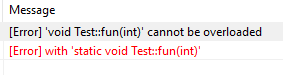 Message
[Error] 'void Test::fun(int)' cannot be overloaded
[Error] with 'static void Test::fun(int)'